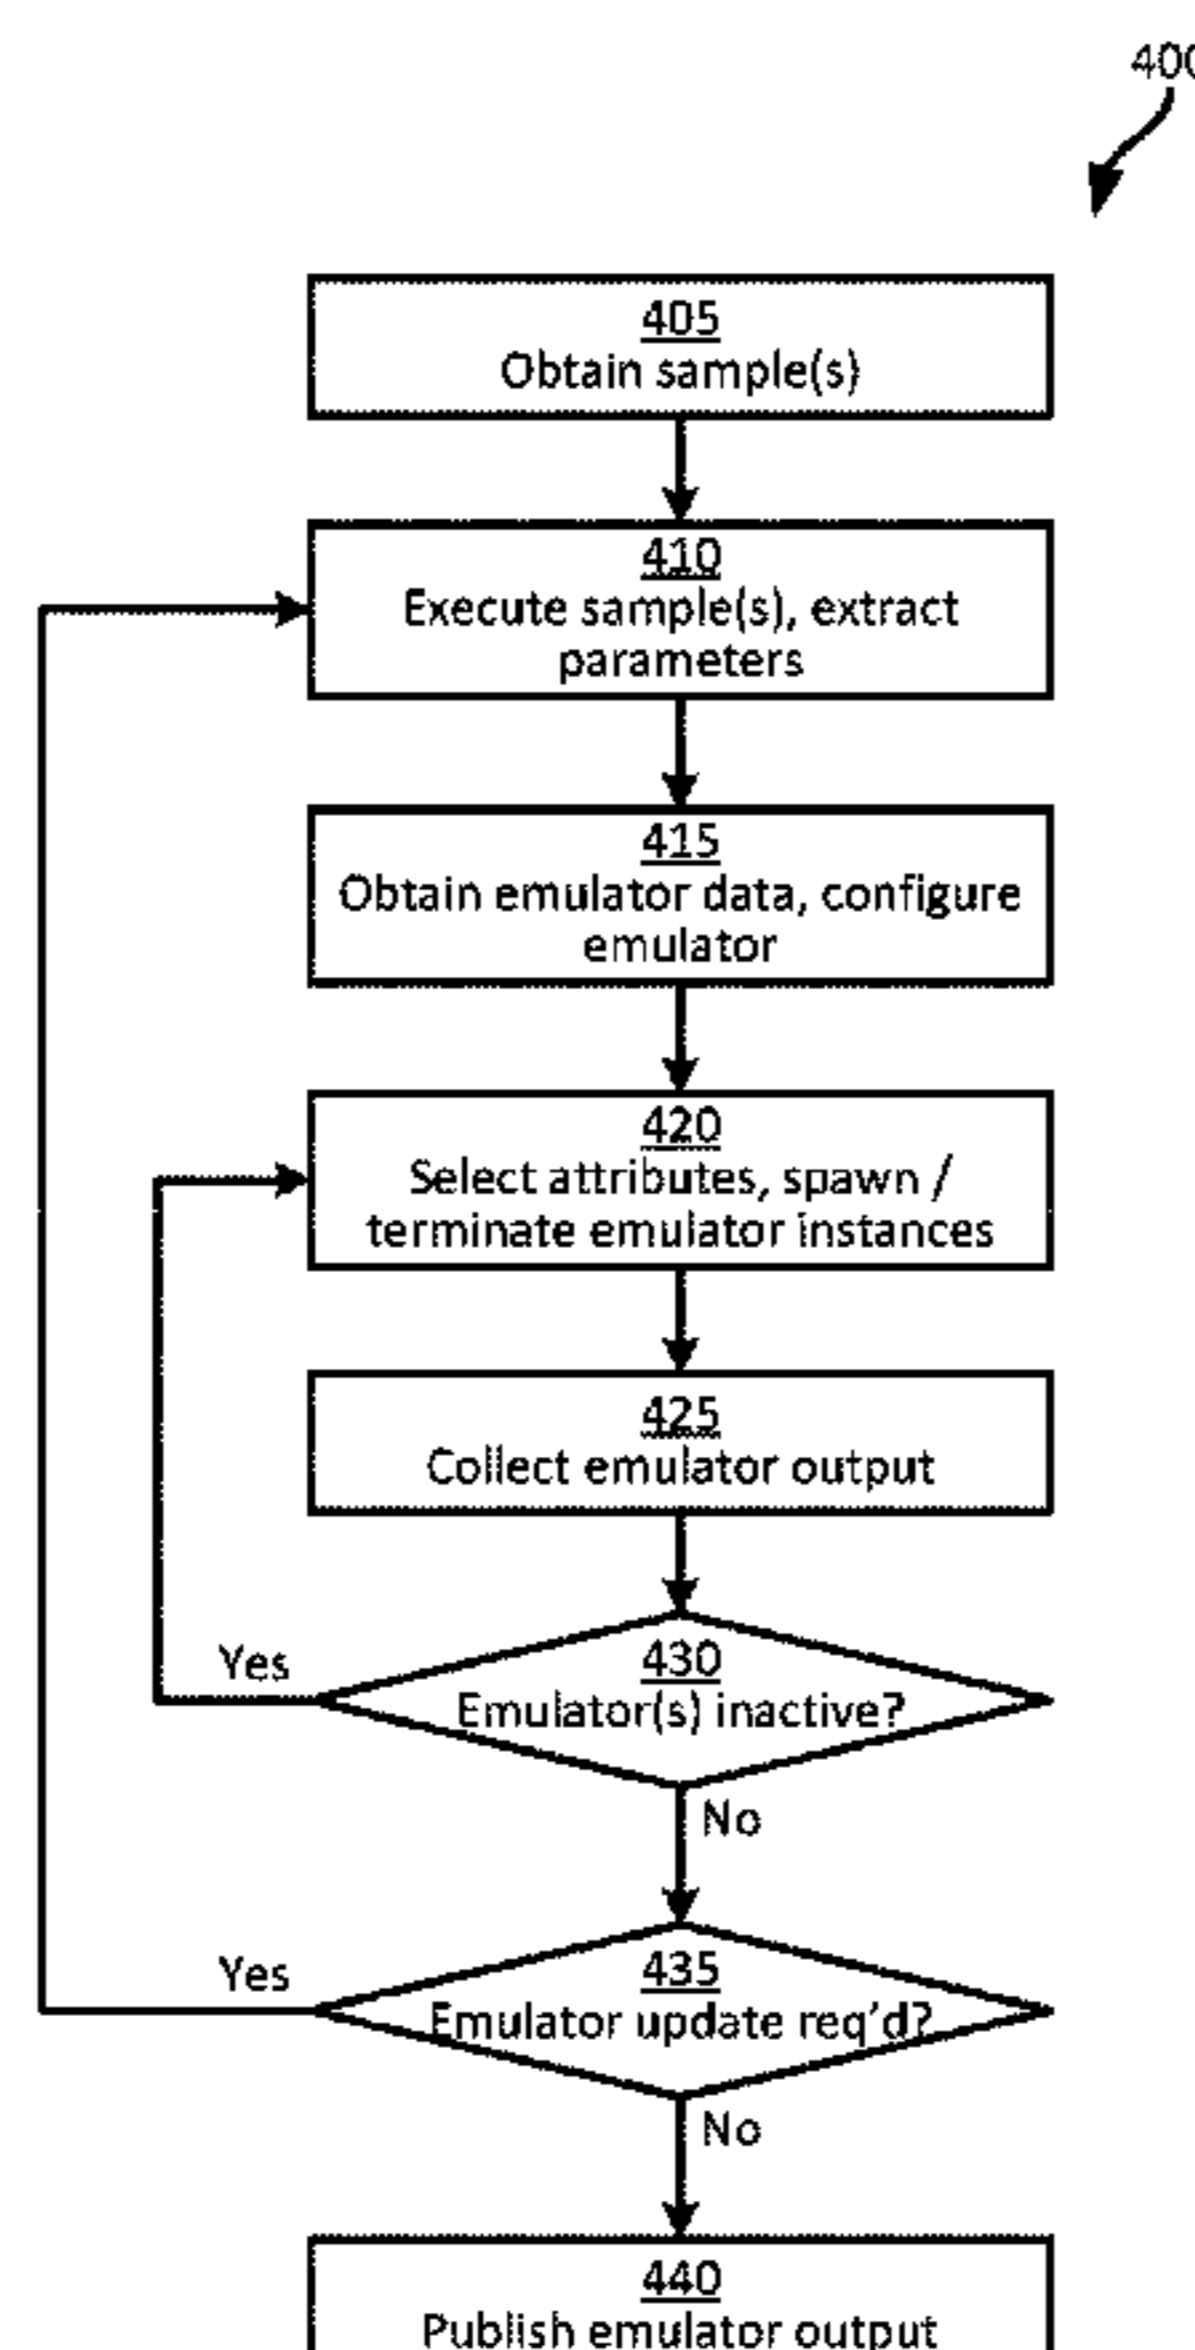 400
405
Obtain sample(s)
410
Execute sample(s), extract
parameters
415
Obtain emulator data, configure
emulator
420
Select attributes, spawn /
terminate emulator instances
425
Collect emulator output
Yes
430
Emulator(s) inactive?
No
Yes
435
Emulator update req'd?
No
440
Publish emulator output